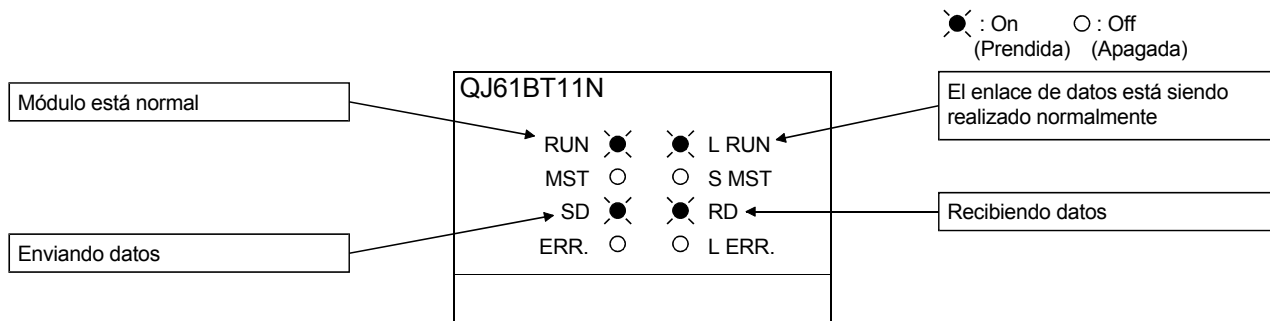 : On : Off
(Prendida) (Apagada)
QJ61BT11N
Módulo está normal
El enlace de datos está siendo
realizado normalmente
RUN L RUN
MST S MST
SD RD
Recibiendo datos
Enviando datos
ERR. L ERR.